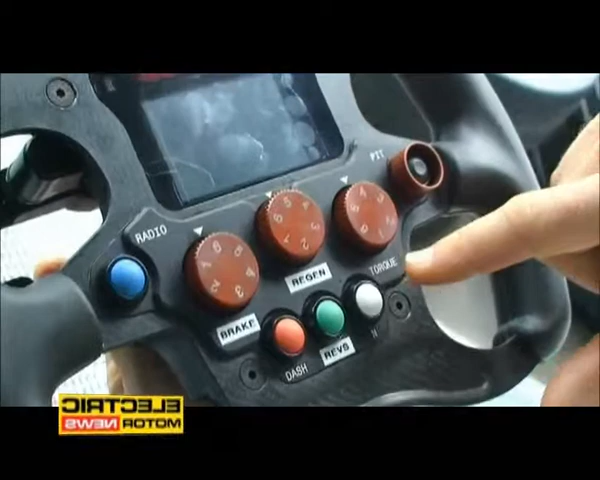 PIT
RADIO
TORQUE
REGEN
BRAKE
REVS
DASH
N
ELECTRIC
MOTOR NEWS